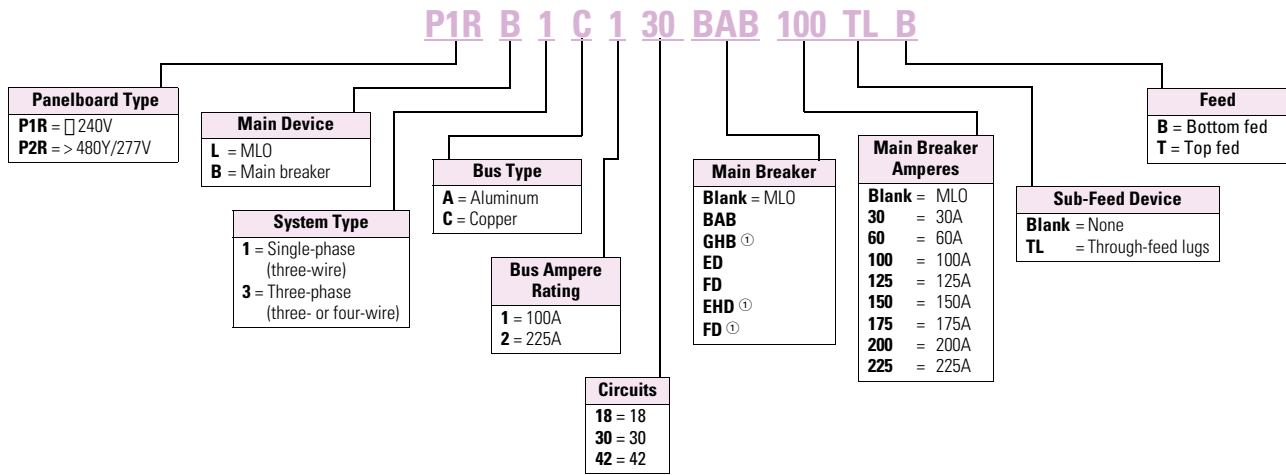 P1R B 1 C 1 30 BAB 100 TL B
Panelboard Type
P1R = 240V
P2R = > 480Y/277V
Main Device
L = MLO
B = Main breaker
System Type
1 = Single-phase
(three-wire)
3 = Three-phase
(three- or four-wire)
Bus Type
A = Aluminum
C = Copper
Bus Ampere
Rating
1 = 100A
2 = 225A
Circuits
18 = 18
30 = 30
42 = 42
Main Breaker
Blank = MLO
BAB
GHB ①
ED
FD
EHD ①
FD ①
Main Breaker
Amperes
Blank = MLO
30 = 30A
60 = 60A
100 = 100A
125 = 125A
150 = 150A
175 = 175A
200 = 200A
225 = 225A
Sub-Feed Device
Blank = None
TL = Through-feed lugs
Feed
B = Bottom fed
T = Top fed